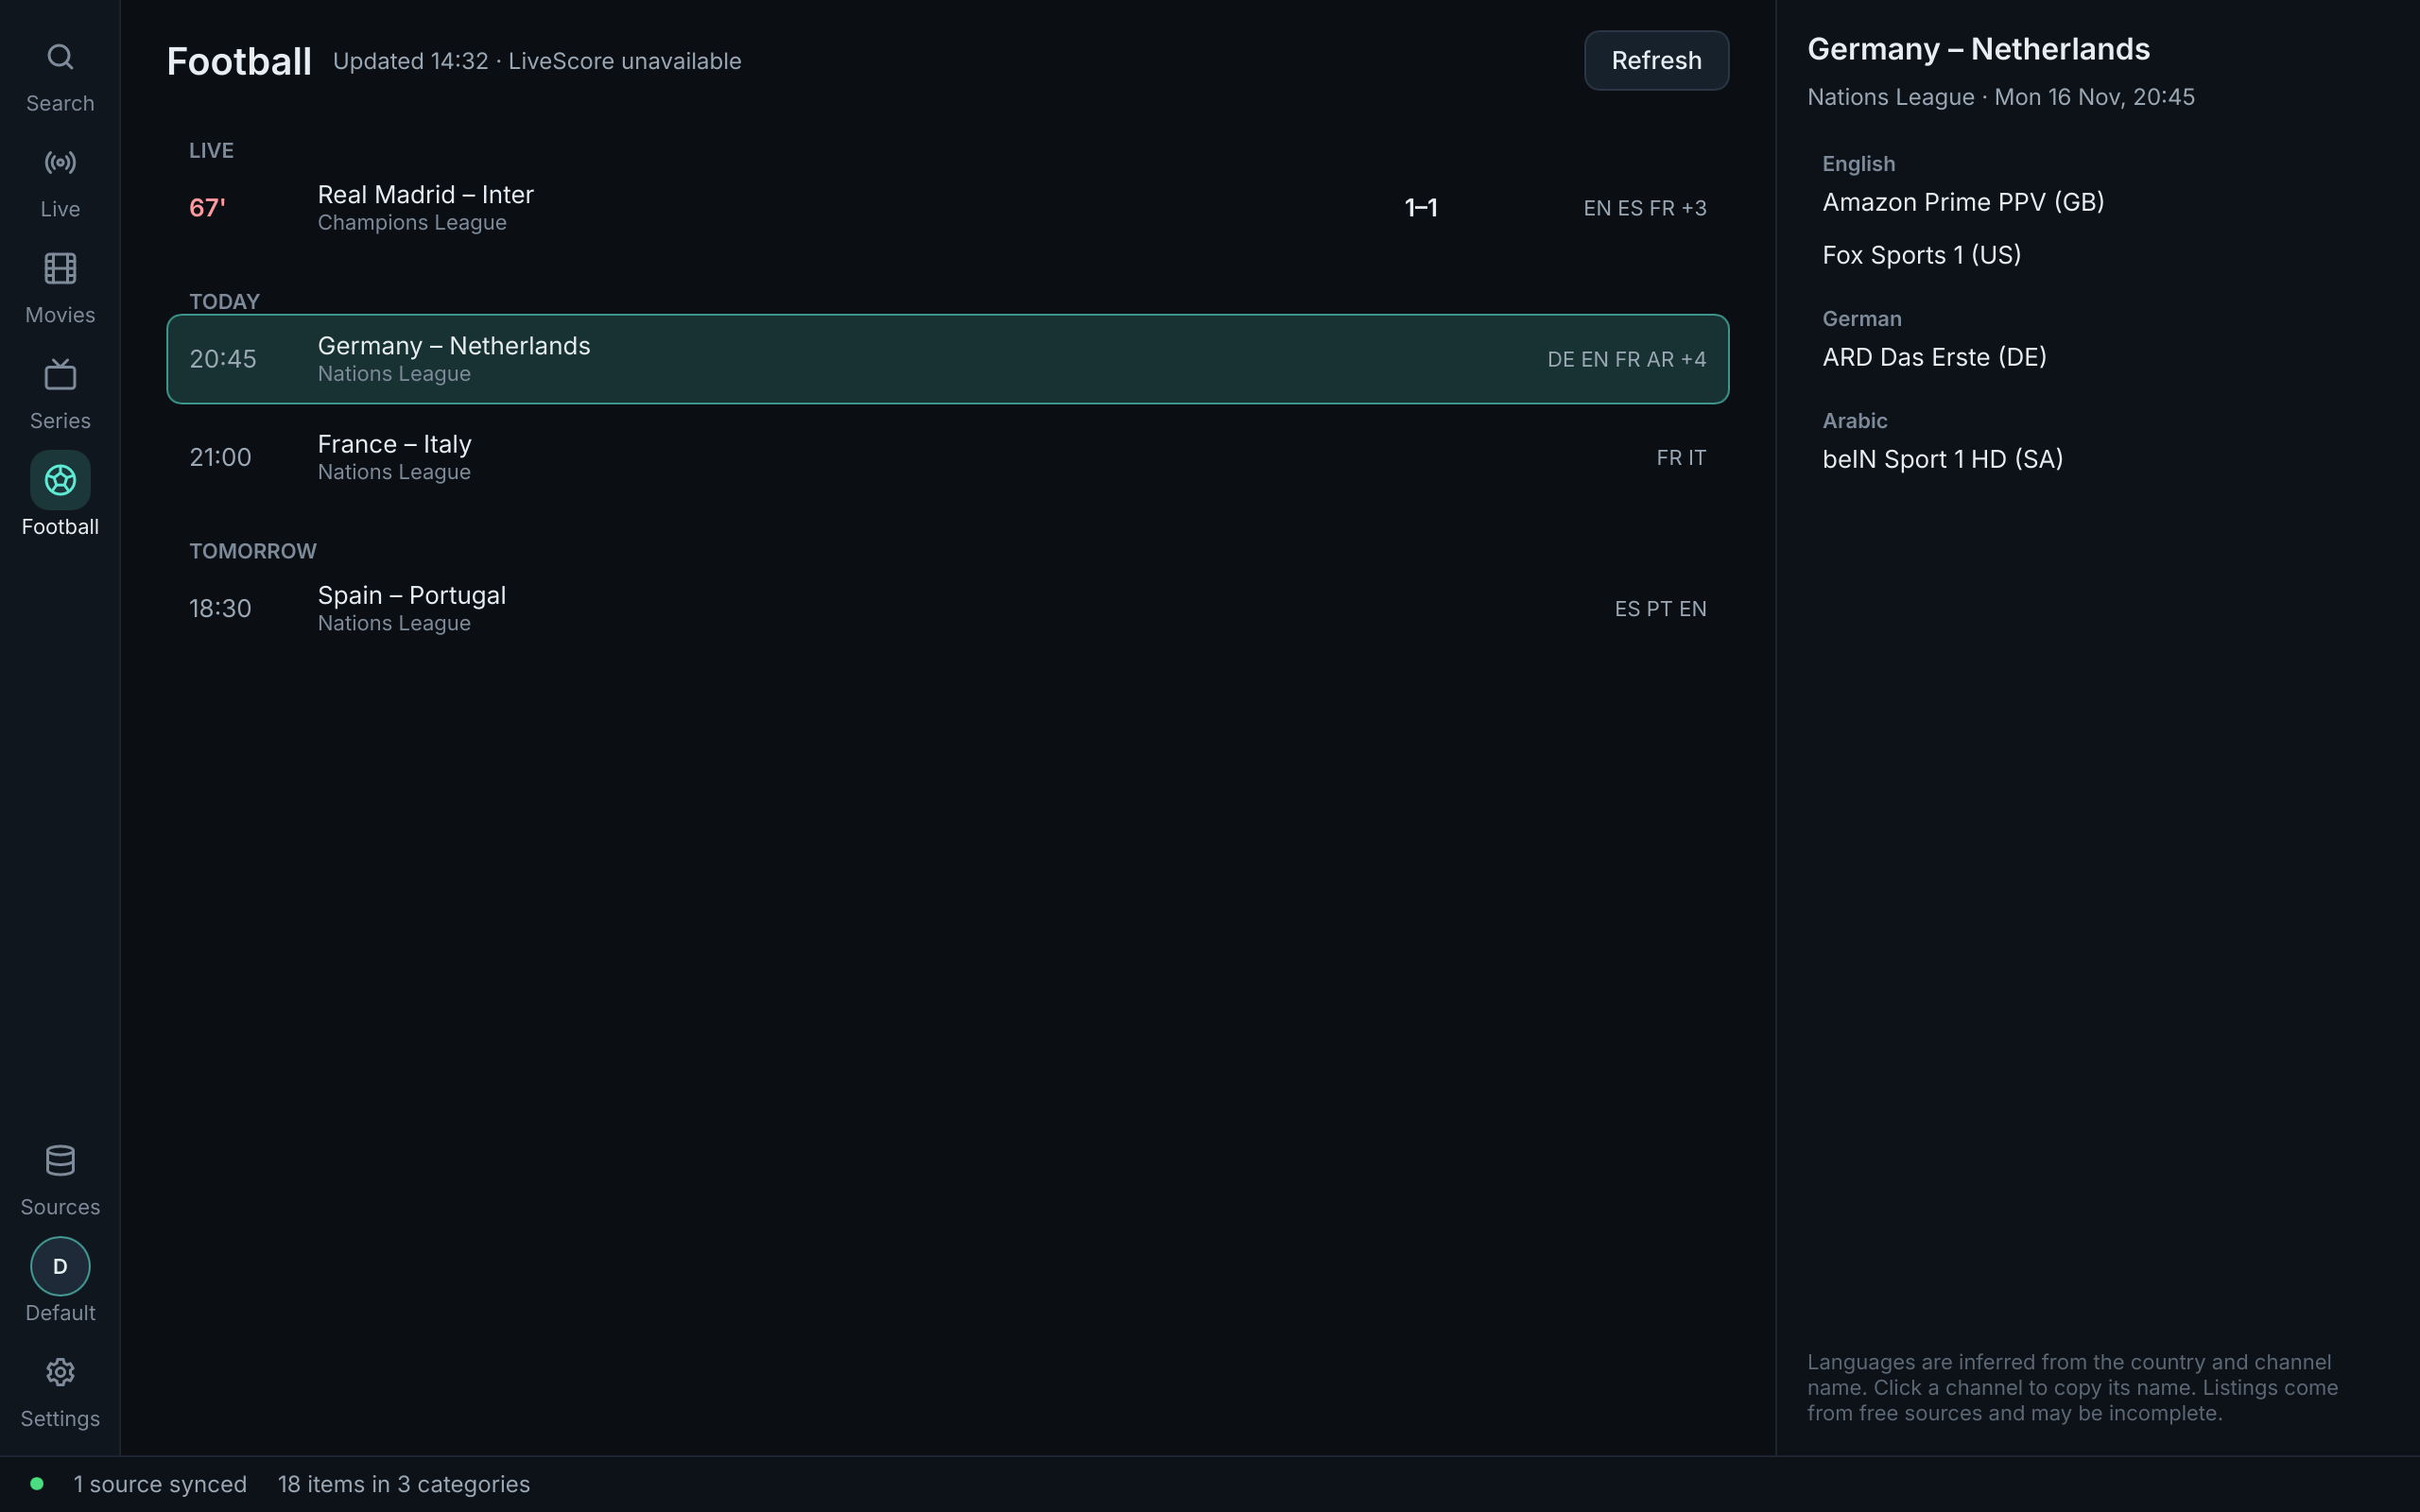 Search
Live
Movies
Series
Football
Sources
D
Default
Settings
Football
Updated 14:32 · LiveScore unavailable
Refresh
LIVE
67'
Real Madrid – Inter
Champions League
1–1
EN ES FR +3
TODAY
20:45
Germany – Netherlands
Nations League
DE EN FR AR +4
21:00
France – Italy
Nations League
FR IT
TOMORROW
18:30
Spain – Portugal
Nations League
ES PT EN
Germany – Netherlands
Nations League · Mon 16 Nov, 20:45
English
Amazon Prime PPV (GB)
Fox Sports 1 (US)
German
ARD Das Erste (DE)
Arabic
beIN Sport 1 HD (SA)
Languages are inferred from the country and channel
name. Click a channel to copy its name. Listings come
from free sources and may be incomplete.
1 source synced
18 items in 3 categories